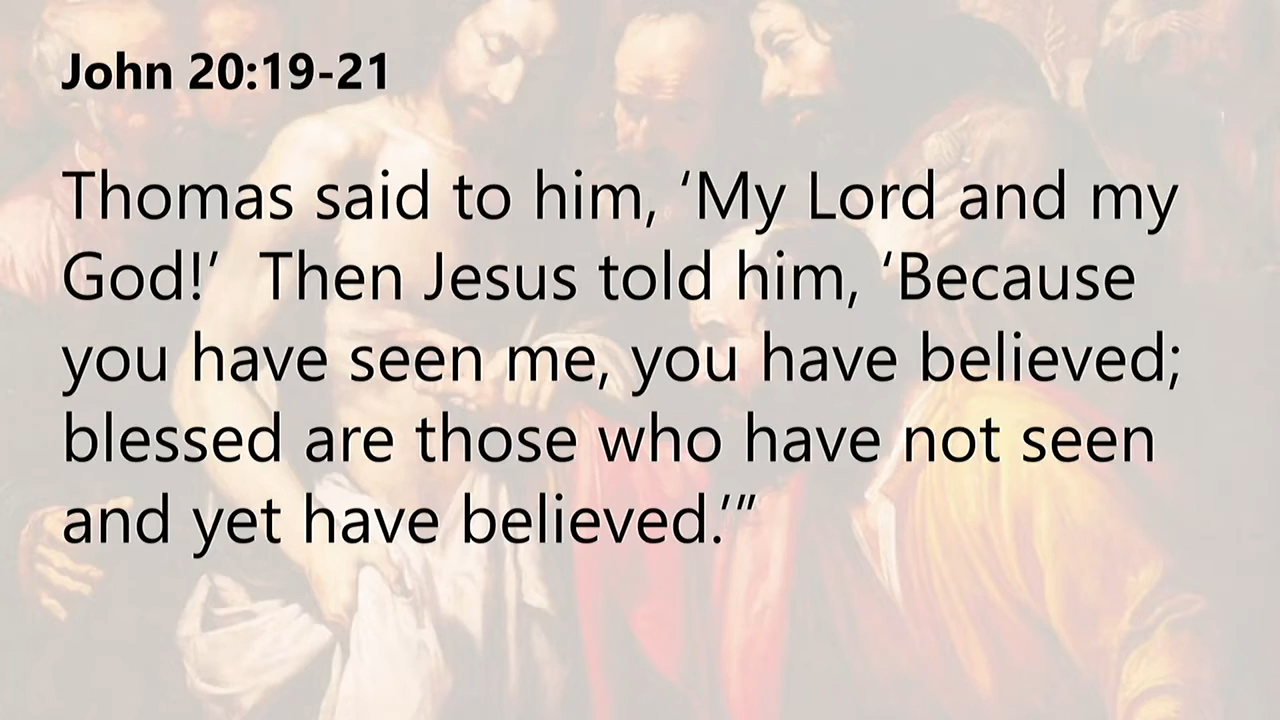 John 20:19-21
Thomas said to him, ‘My Lord and my
God!’  Then Jesus told him, ‘Because
you have seen me, you have believed;
blessed are those who have not seen
and yet have believed.’”